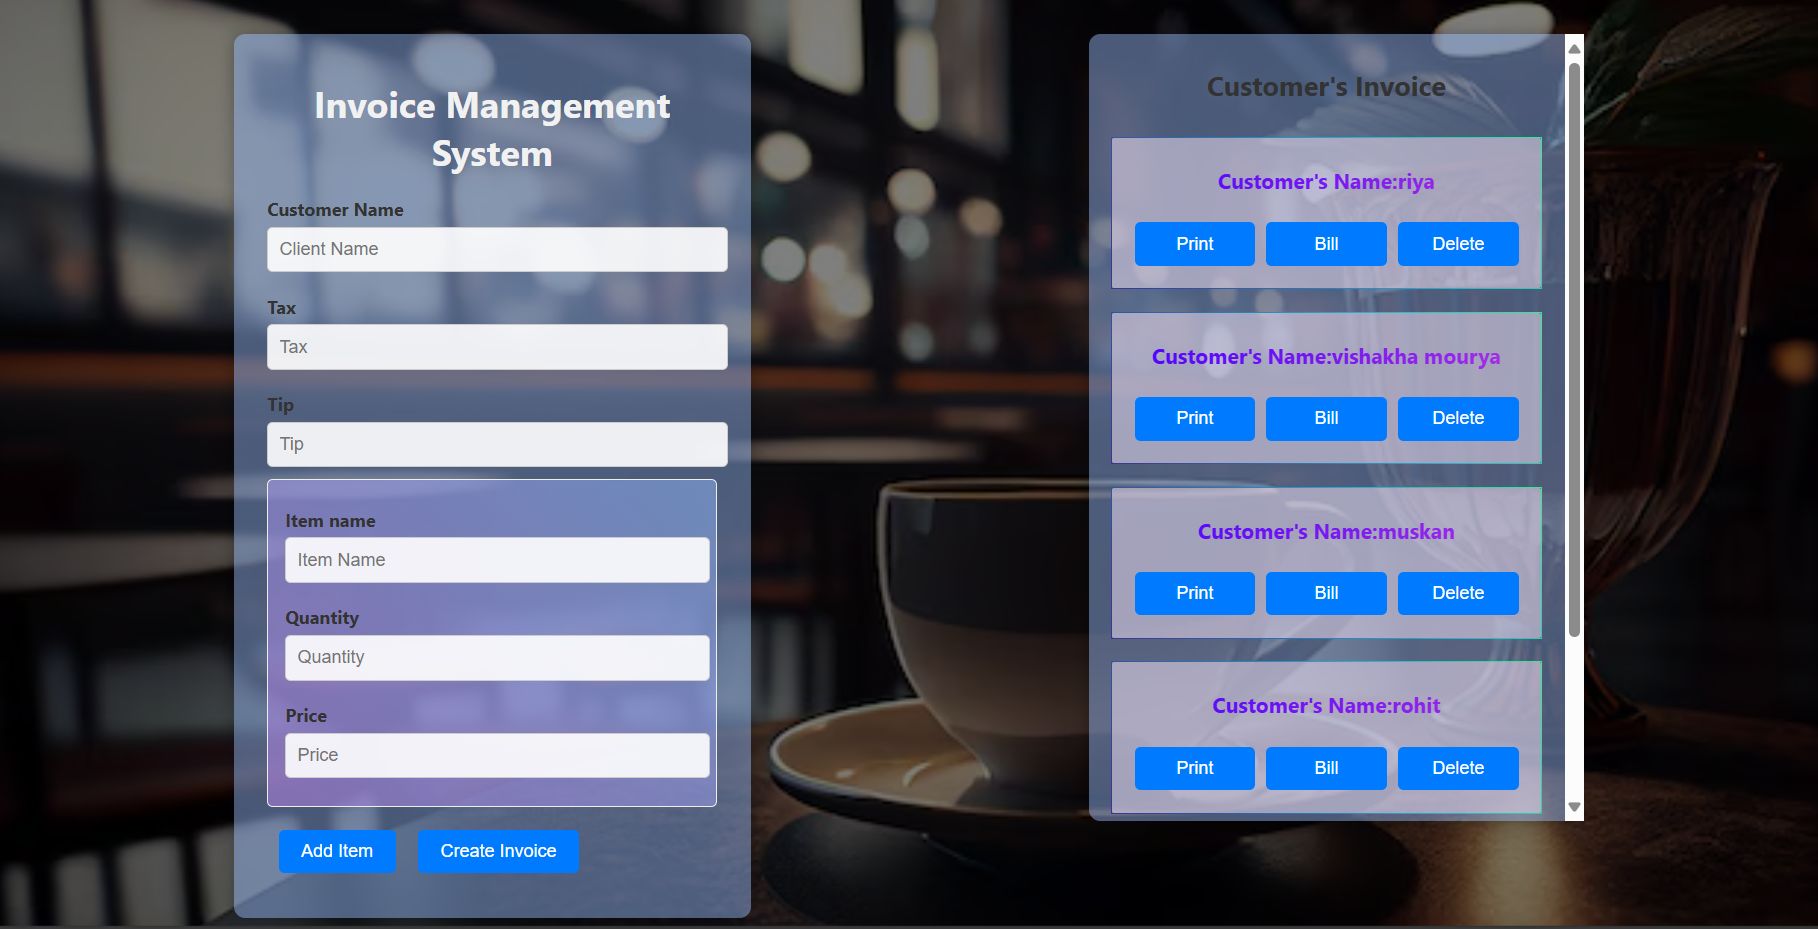 Invoice Management
System
Customer Name
Client Name
Tax
Tax
Tip
Tip
Item name
Item Name
Quantity
Quantity
Price
Price
Add Item Create Invoice
Customer's Invoice
Customer's Name:riya
Print Bill Delete
Customer's Name:vishakha mourya
Print Bill Delete
Customer's Name:muskan
Print Bill Delete
Customer's Name:rohit
Print Bill Delete